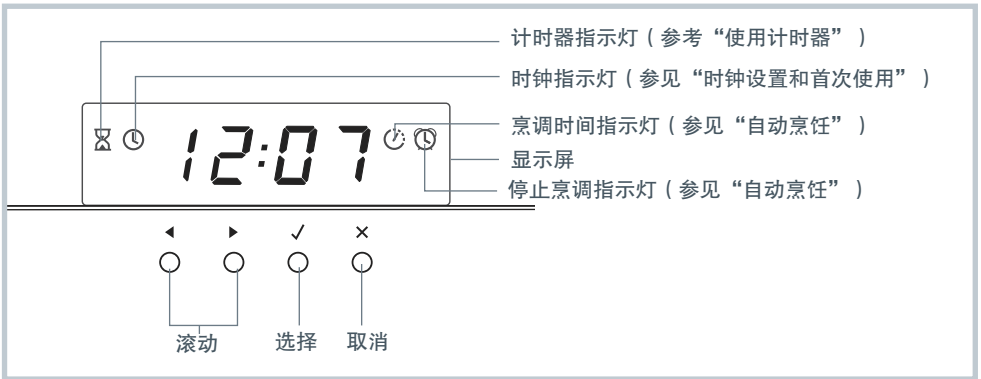 计时器指示灯（参考“使用计时器”）
时钟指示灯（参见“时钟设置和首次使用”）
烹调时间指示灯（参见“自动烹饪”）
12:07
显示屏
停止烹调指示灯（参见“自动烹饪”）
滚动
选择
取消